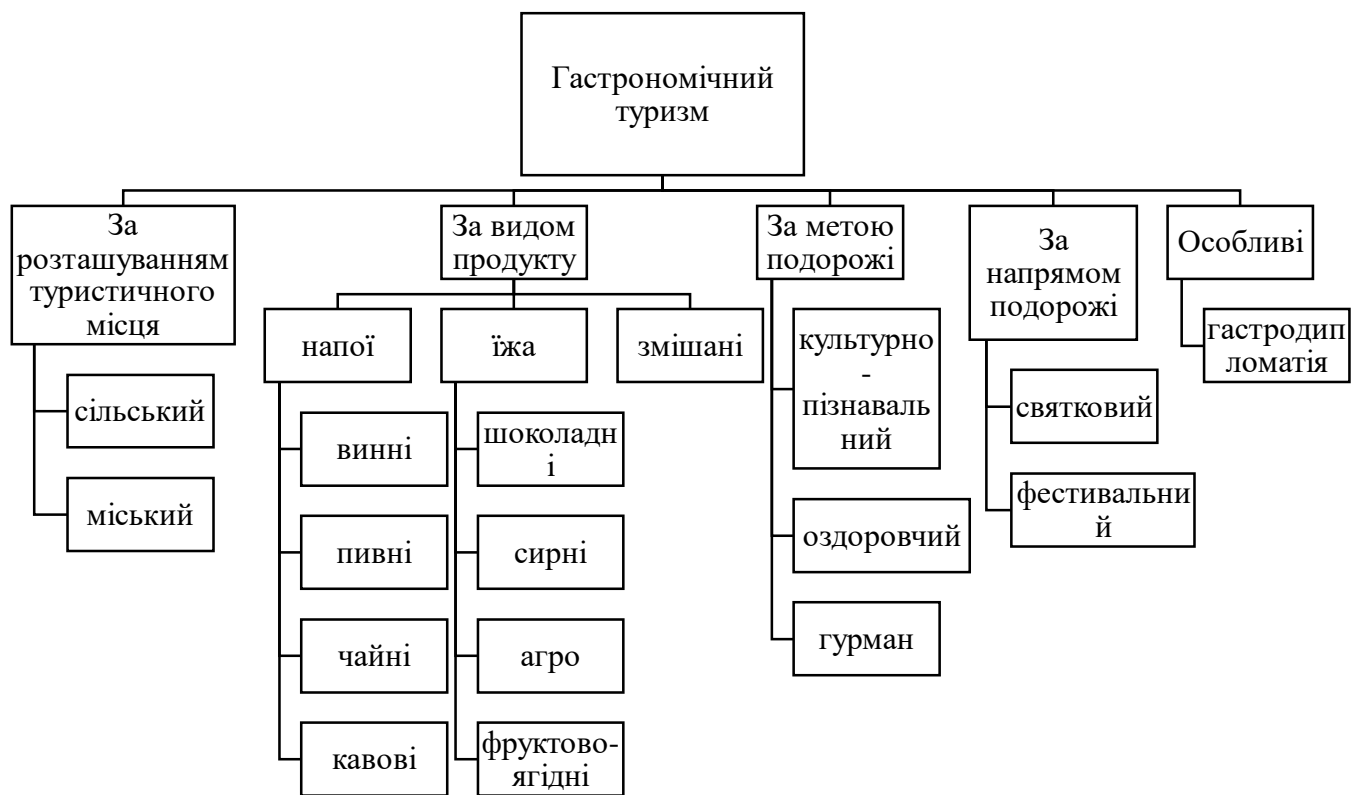 Гастрономічний
туризм
За
розташуванням
туристичного
місця
сільський
міський
За видом
продукту
напої
винні
пивні
чайні
кавові
їжа
шоколадн
і
сирні
агро
фруктово-
ягідні
змішані
За метою
подорожі
культурно
-
пізнаваль
ний
оздоровчий
гурман
За
напрямом
подорожі
святковий
фестивальни
й
Особливі
гастродип
ломатія